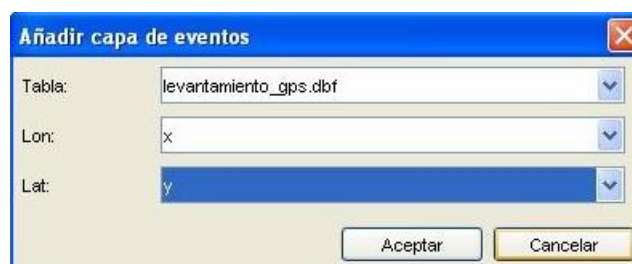 Añadir capa de eventos
Tabla: levantamiento_gps.dbf
Lon: x
Lat: y
Aceptar Cancelar